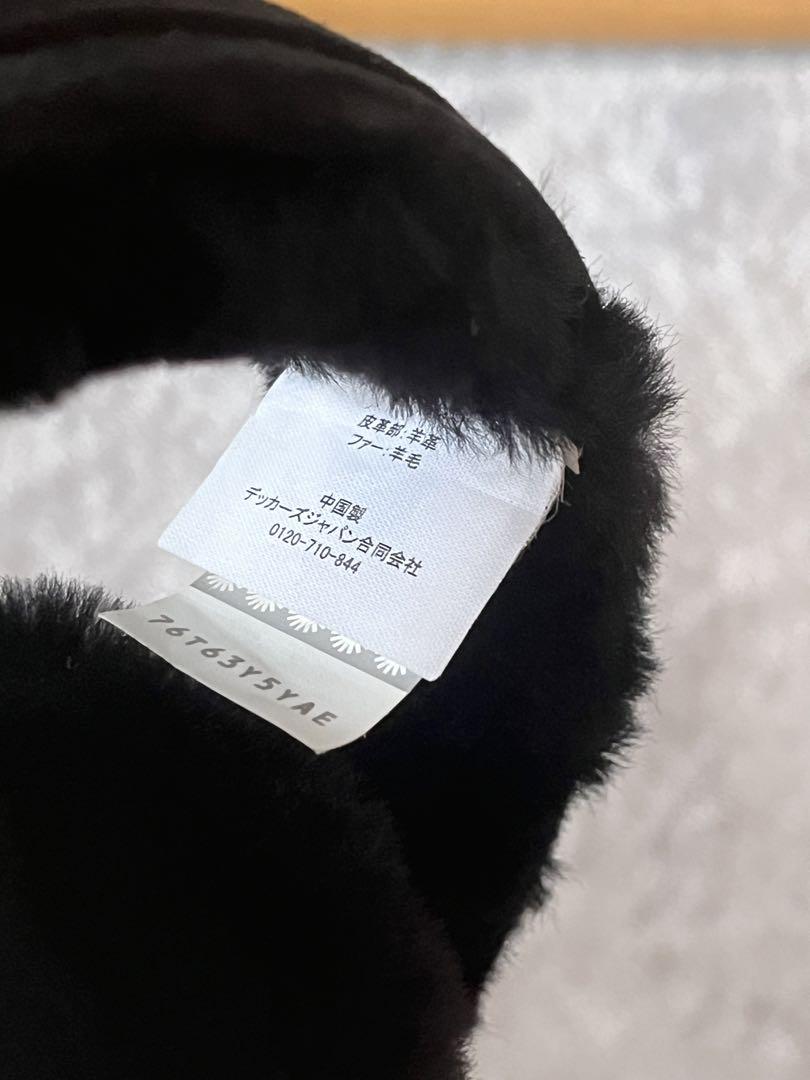 皮革部:羊革
ファー:羊毛
中国製
デッカーズジャパン合同会社
0120-710-844
76T63Y5YAE